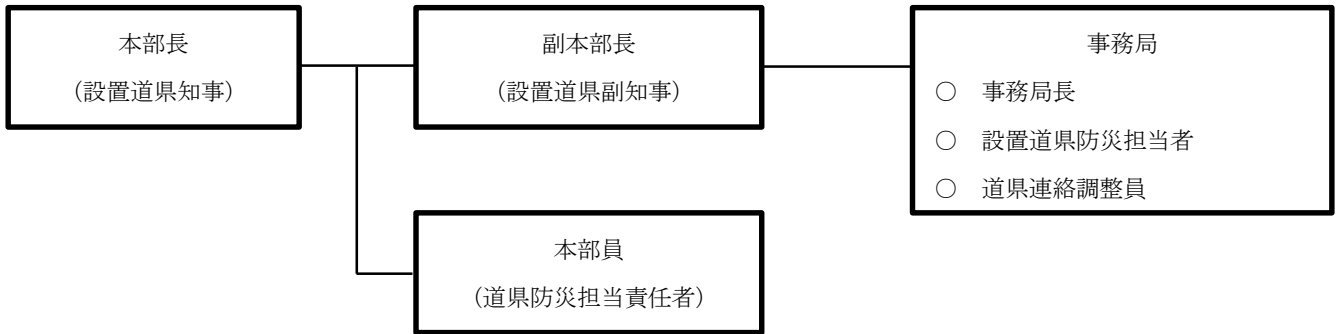 本部長
（設置道県知事）
副本部長
（設置道県副知事）
事務局
○　事務局長
○　設置道県防災担当者
○　道県連絡調整員
本部員
（道県防災担当責任者）